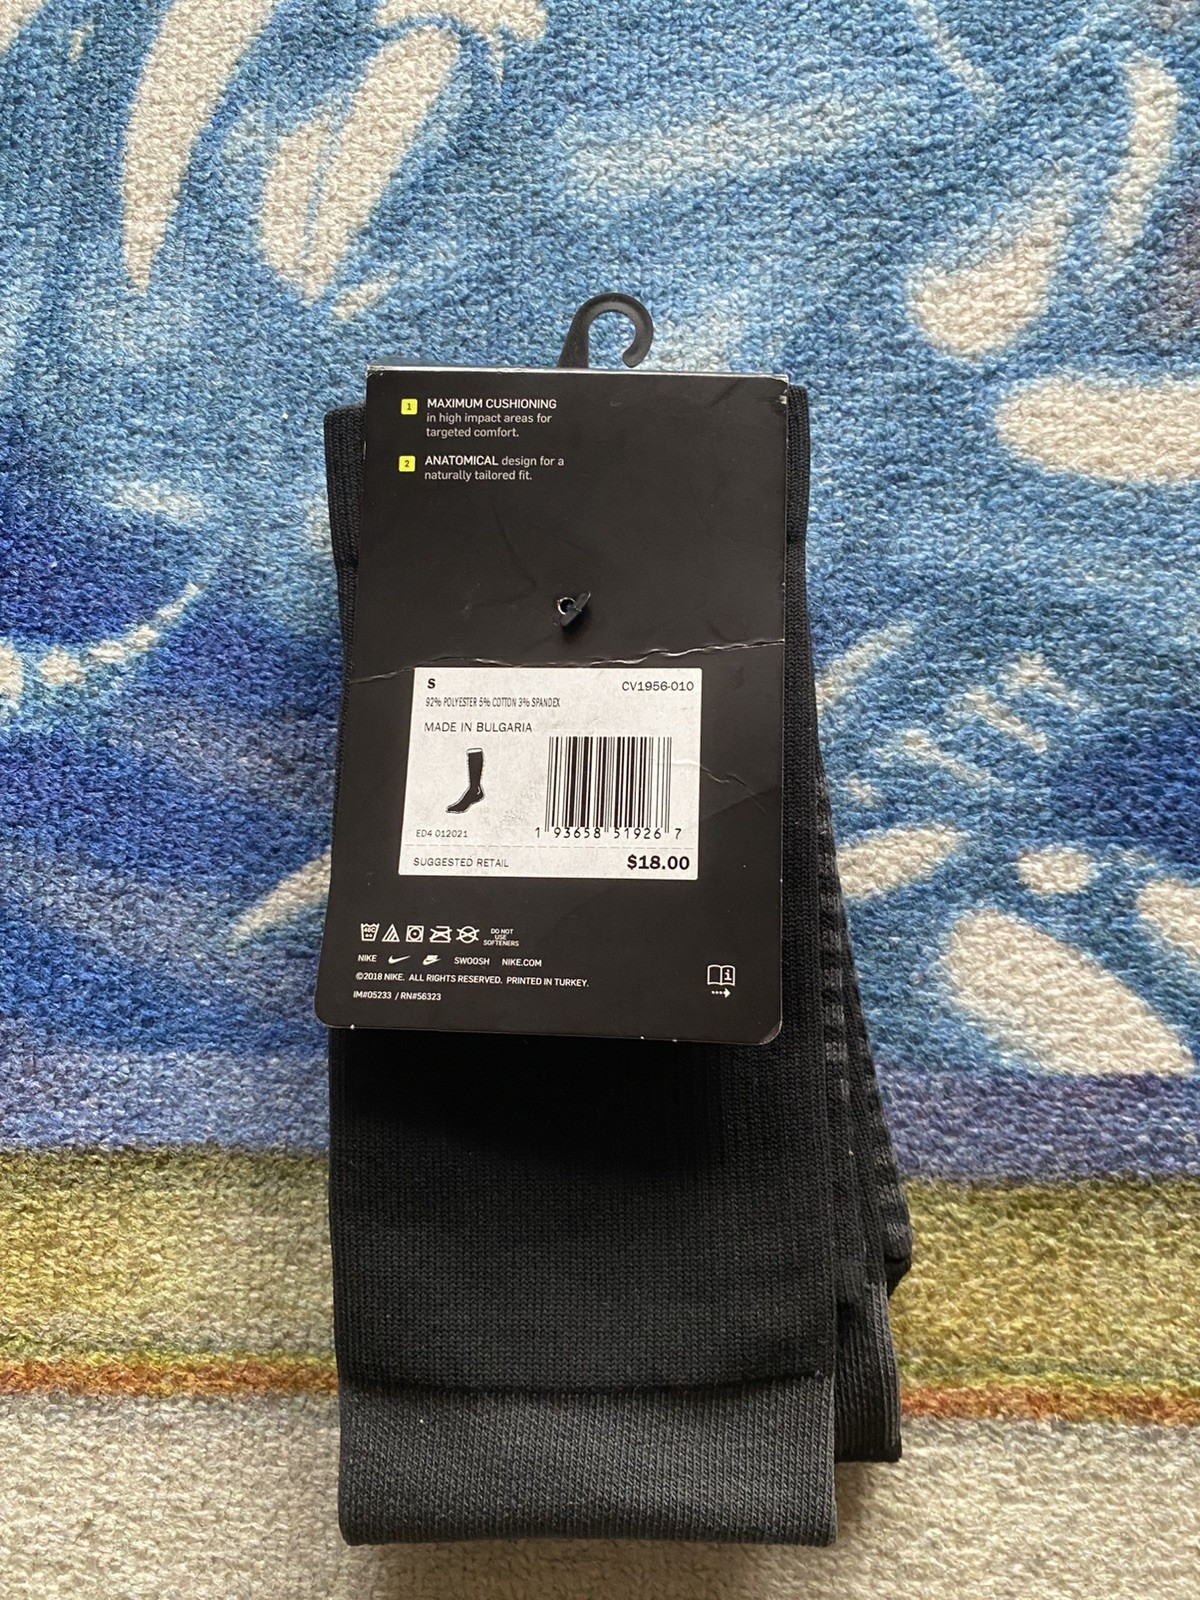 1 MAXIMUM CUSHIONING
in high impact areas for
targeted comfort.
2 ANATOMICAL design for a
naturally tailored fit.
S CV1956-010
92% POLYESTER 5% COTTON 3% SPANDEX
MADE IN BULGARIA
1 93658 51926 7
ED4 012021
SUGGESTED RETAIL $18.00
40C
DO NOT
USE
SOFTENERS
NIKE SWOOSH NIKE.COM
©2018 NIKE. ALL RIGHTS RESERVED. PRINTED IN TURKEY.
IM#05233 / RN#56323
i